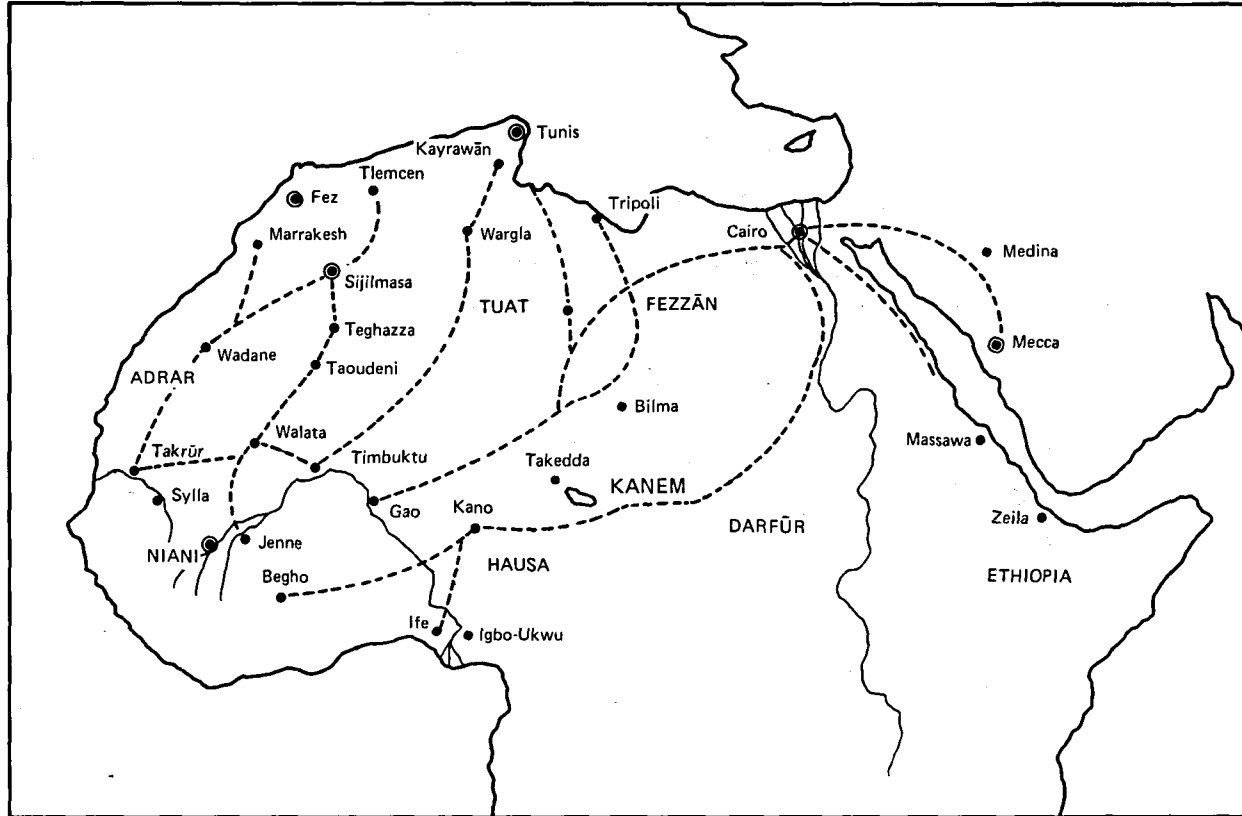 Tunis
Kayrawān
Tlemcen
Fez
Tripoli
Marrakesh
Wargla
Cairo
Medina
Sijilmasa
TUAT
FEZZĀN
Teghazza
Mecca
Wadane
Taoudeni
ADRAR
Bilma
Walata
Massawa
Takrūr
Timbuktu
Takedda
KANEM
Sylla
Gao
Kano
Zeila
DARFŪR
NIANI
Jenne
HAUSA
Begho
ETHIOPIA
Ife
Igbo-Ukwu